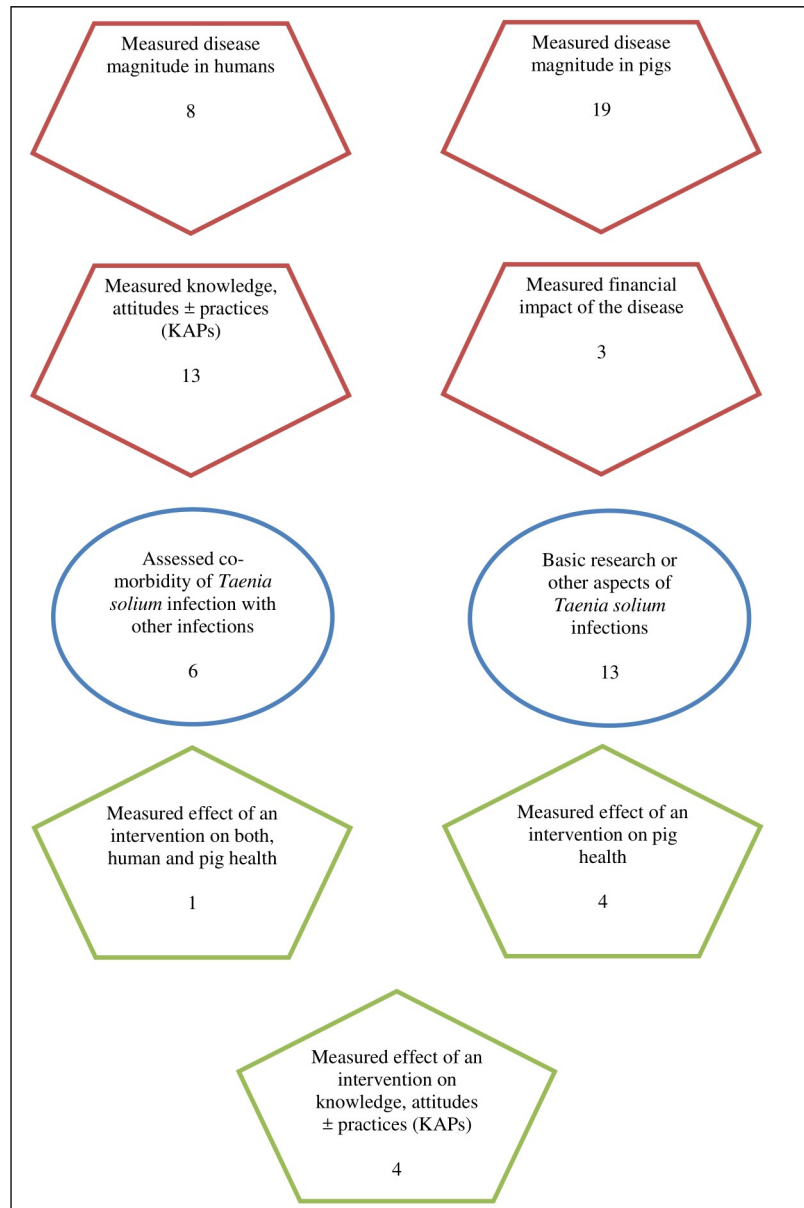 Measured disease
magnitude in humans
8
Measured disease
magnitude in pigs
19
Measured knowledge,
attitudes ± practices
(KAPs)
13
Measured financial
impact of the disease
3
Assessed co-
morbidity of Taenia
solium infection with
other infections
6
Basic research or
other aspects of
Taenia solium
infections
13
Measured effect of an
intervention on both,
human and pig health
1
Measured effect of an
intervention on pig
health
4
Measured effect of an
intervention on
knowledge, attitudes
± practices (KAPs)
4